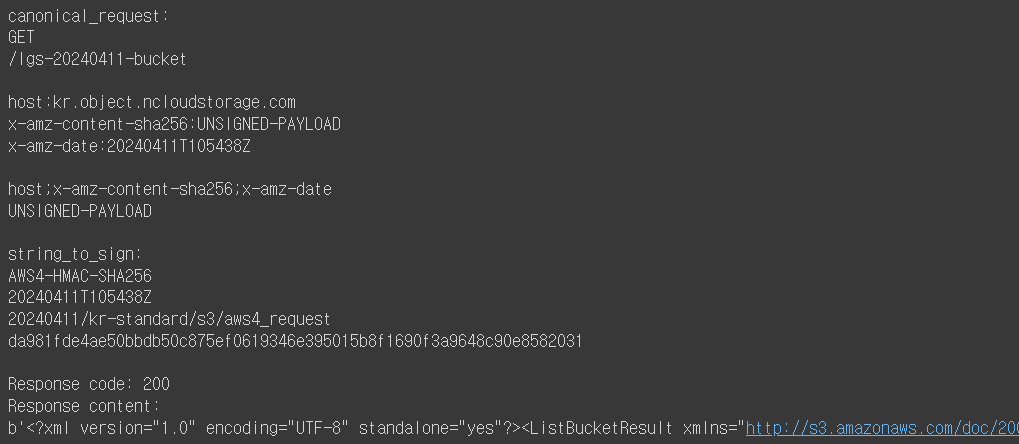 canonical_request:
GET
/lgs-20240411-bucket
host:kr.object.ncloudstorage.com
x-amz-content-sha256:UNSIGNED-PAYLOAD
x-amz-date:20240411T105438Z
host;x-amz-content-sha256;x-amz-date
UNSIGNED-PAYLOAD
string_to_sign:
AWS4-HMAC-SHA256
20240411T105438Z
20240411/kr-standard/s3/aws4_request
da981fde4ae50bbdb50c875ef0619346e395015b8f1690f3a9648c90e8582031
Response code: 200
Response content:
b'<?xml version="1.0" encoding="UTF-8" standalone="yes"?><ListBucketResult xmlns="http://s3.amazonaws.com/doc/200